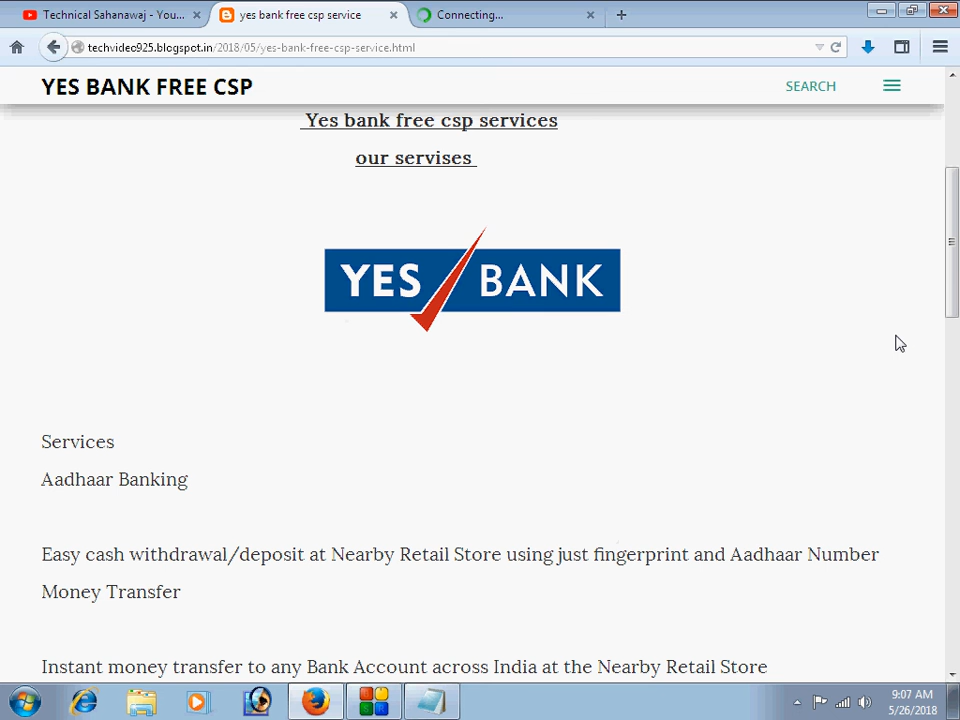 Technical Sahanawaj - You...
yes bank free csp service
Connecting...
techvideo925.blogspot.in/2018/05/yes-bank-free-csp-service.html
YES BANK FREE CSP
SEARCH
Yes bank free csp services
our servises
YES BANK
Services
Aadhaar Banking
Easy cash withdrawal/deposit at Nearby Retail Store using just fingerprint and Aadhaar Number
Money Transfer
Instant money transfer to any Bank Account across India at the Nearby Retail Store
9:07 AM
5/26/2018